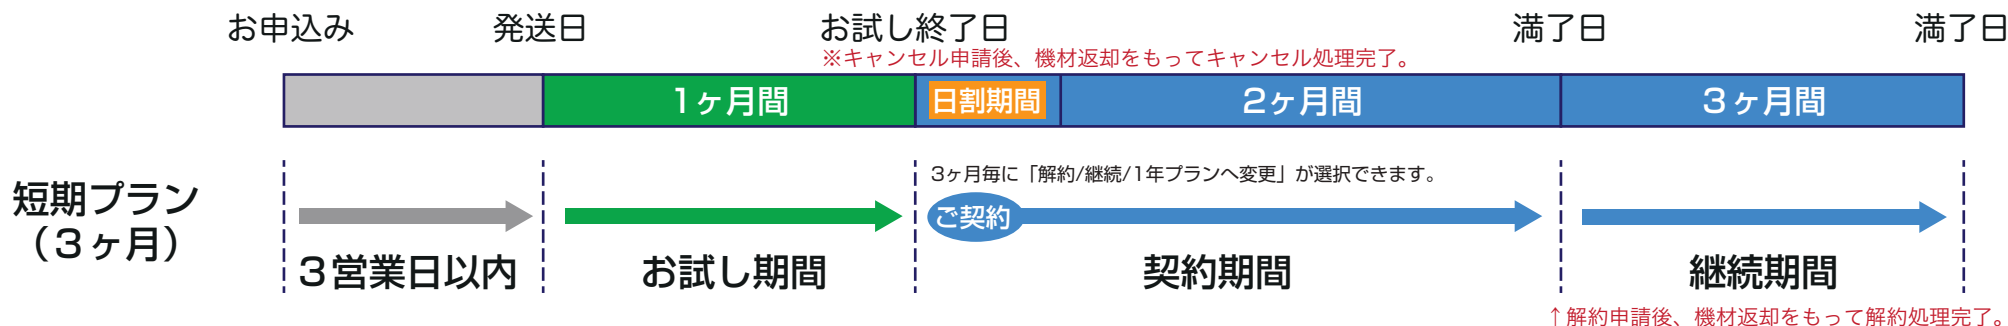 お申込み
発送日
お試し終了日
満了日
満了日
※キャンセル申請後、機材返却をもってキャンセル処理完了。
1ヶ月間
日割期間
2ヶ月間
3ヶ月間
短期プラン
（3ヶ月）
3ヶ月毎に「解約/継続/1年プランへ変更」が選択できます。
ご契約
3営業日以内
お試し期間
契約期間
継続期間
↑解約申請後、機材返却をもって解約処理完了。